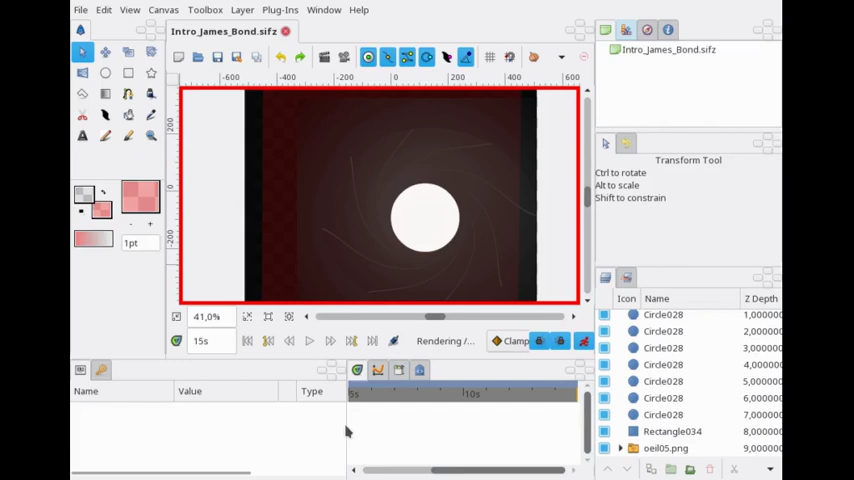 File Edit View Canvas Toolbox Layer Plug-Ins Window Help
Intro_James_Bond.sifz
-600 -400 -200 0 200 400 600
200
0
-200
Intro_James_Bond.sifz
Transform Tool
Ctrl to rotate
Alt to scale
Shift to constrain
- +
1pt
41,0%
15s
Rendering /...
Clamp
Icon Name Z Depth
Circle028 1,000000
Circle028 2,000000
Circle028 3,000000
Circle028 4,000000
Circle028 5,000000
Circle028 6,000000
Circle028 7,000000
Rectangle034 8,000000
oeil05.png 9,000000
Name Value Type
5s 10s